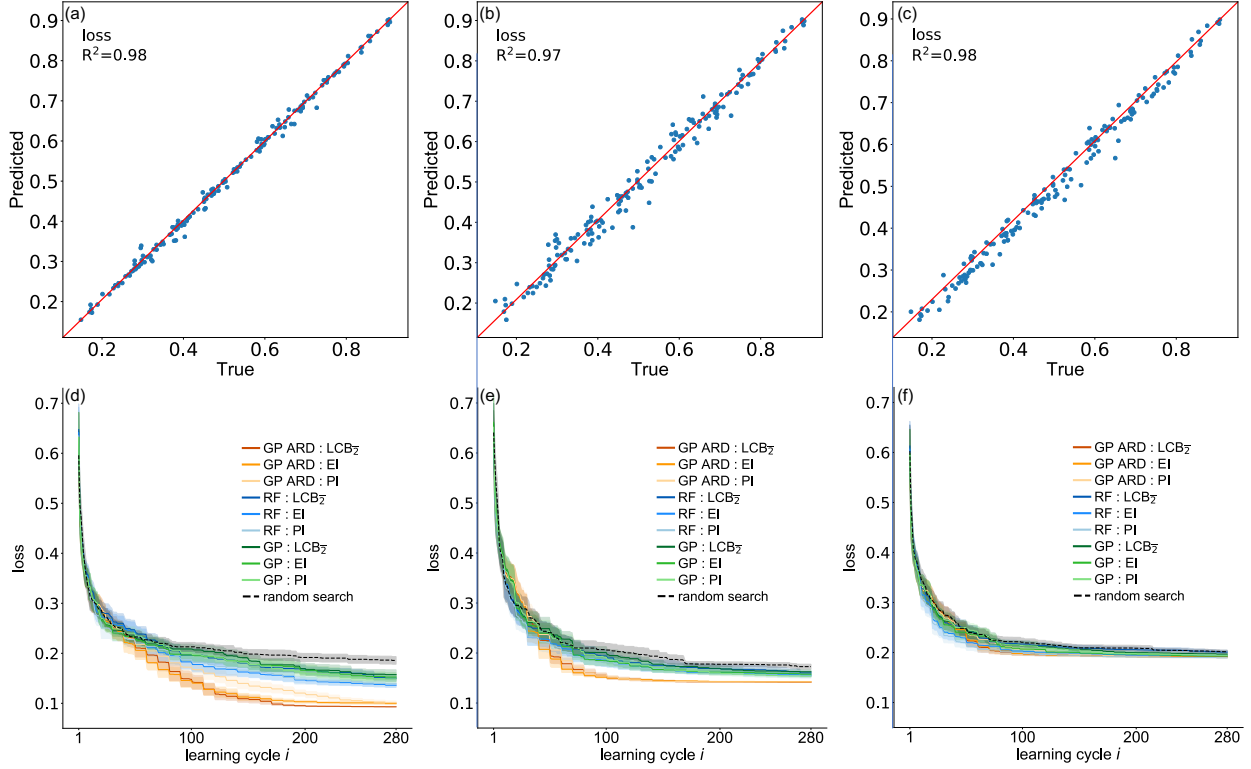 (a)
loss
R²=0.98
0.9
0.8
0.7
0.6
0.5
0.4
0.3
0.2
Predicted
0.2 0.4 0.6 0.8
True
(b)
loss
R²=0.97
0.9
0.8
0.7
0.6
0.5
0.4
0.3
0.2
Predicted
0.2 0.4 0.6 0.8
True
(c)
loss
R²=0.98
0.9
0.8
0.7
0.6
0.5
0.4
0.3
0.2
Predicted
0.2 0.4 0.6 0.8
True
(d)
0.7
0.6
0.5
0.4
0.3
0.2
0.1
loss
GP ARD : LCB2̅
GP ARD : EI
GP ARD : PI
RF : LCB2̅
RF : EI
RF : PI
GP : LCB2̅
GP : EI
GP : PI
random search
1 100 200 280
learning cycle i
(e)
0.7
0.6
0.5
0.4
0.3
0.2
0.1
loss
GP ARD : LCB2̅
GP ARD : EI
GP ARD : PI
RF : LCB2̅
RF : EI
RF : PI
GP : LCB2̅
GP : EI
GP : PI
random search
1 100 200 280
learning cycle i
(f)
0.7
0.6
0.5
0.4
0.3
0.2
0.1
loss
GP ARD : LCB2̅
GP ARD : EI
GP ARD : PI
RF : LCB2̅
RF : EI
RF : PI
GP : LCB2̅
GP : EI
GP : PI
random search
1 100 200 280
learning cycle i